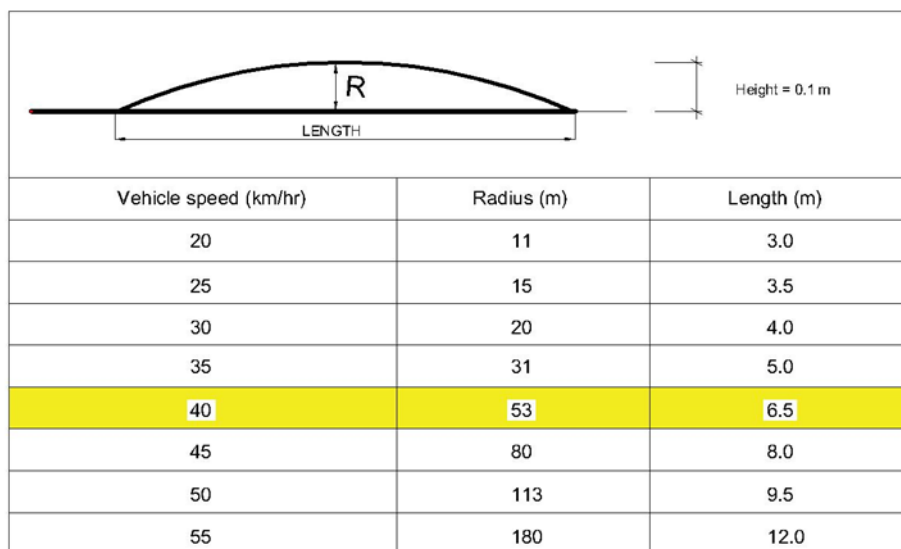 R
Height = 0.1 m
LENGTH
Vehicle speed (km/hr) Radius (m) Length (m)
20 11 3.0
25 15 3.5
30 20 4.0
35 31 5.0
40 53 6.5
45 80 8.0
50 113 9.5
55 180 12.0